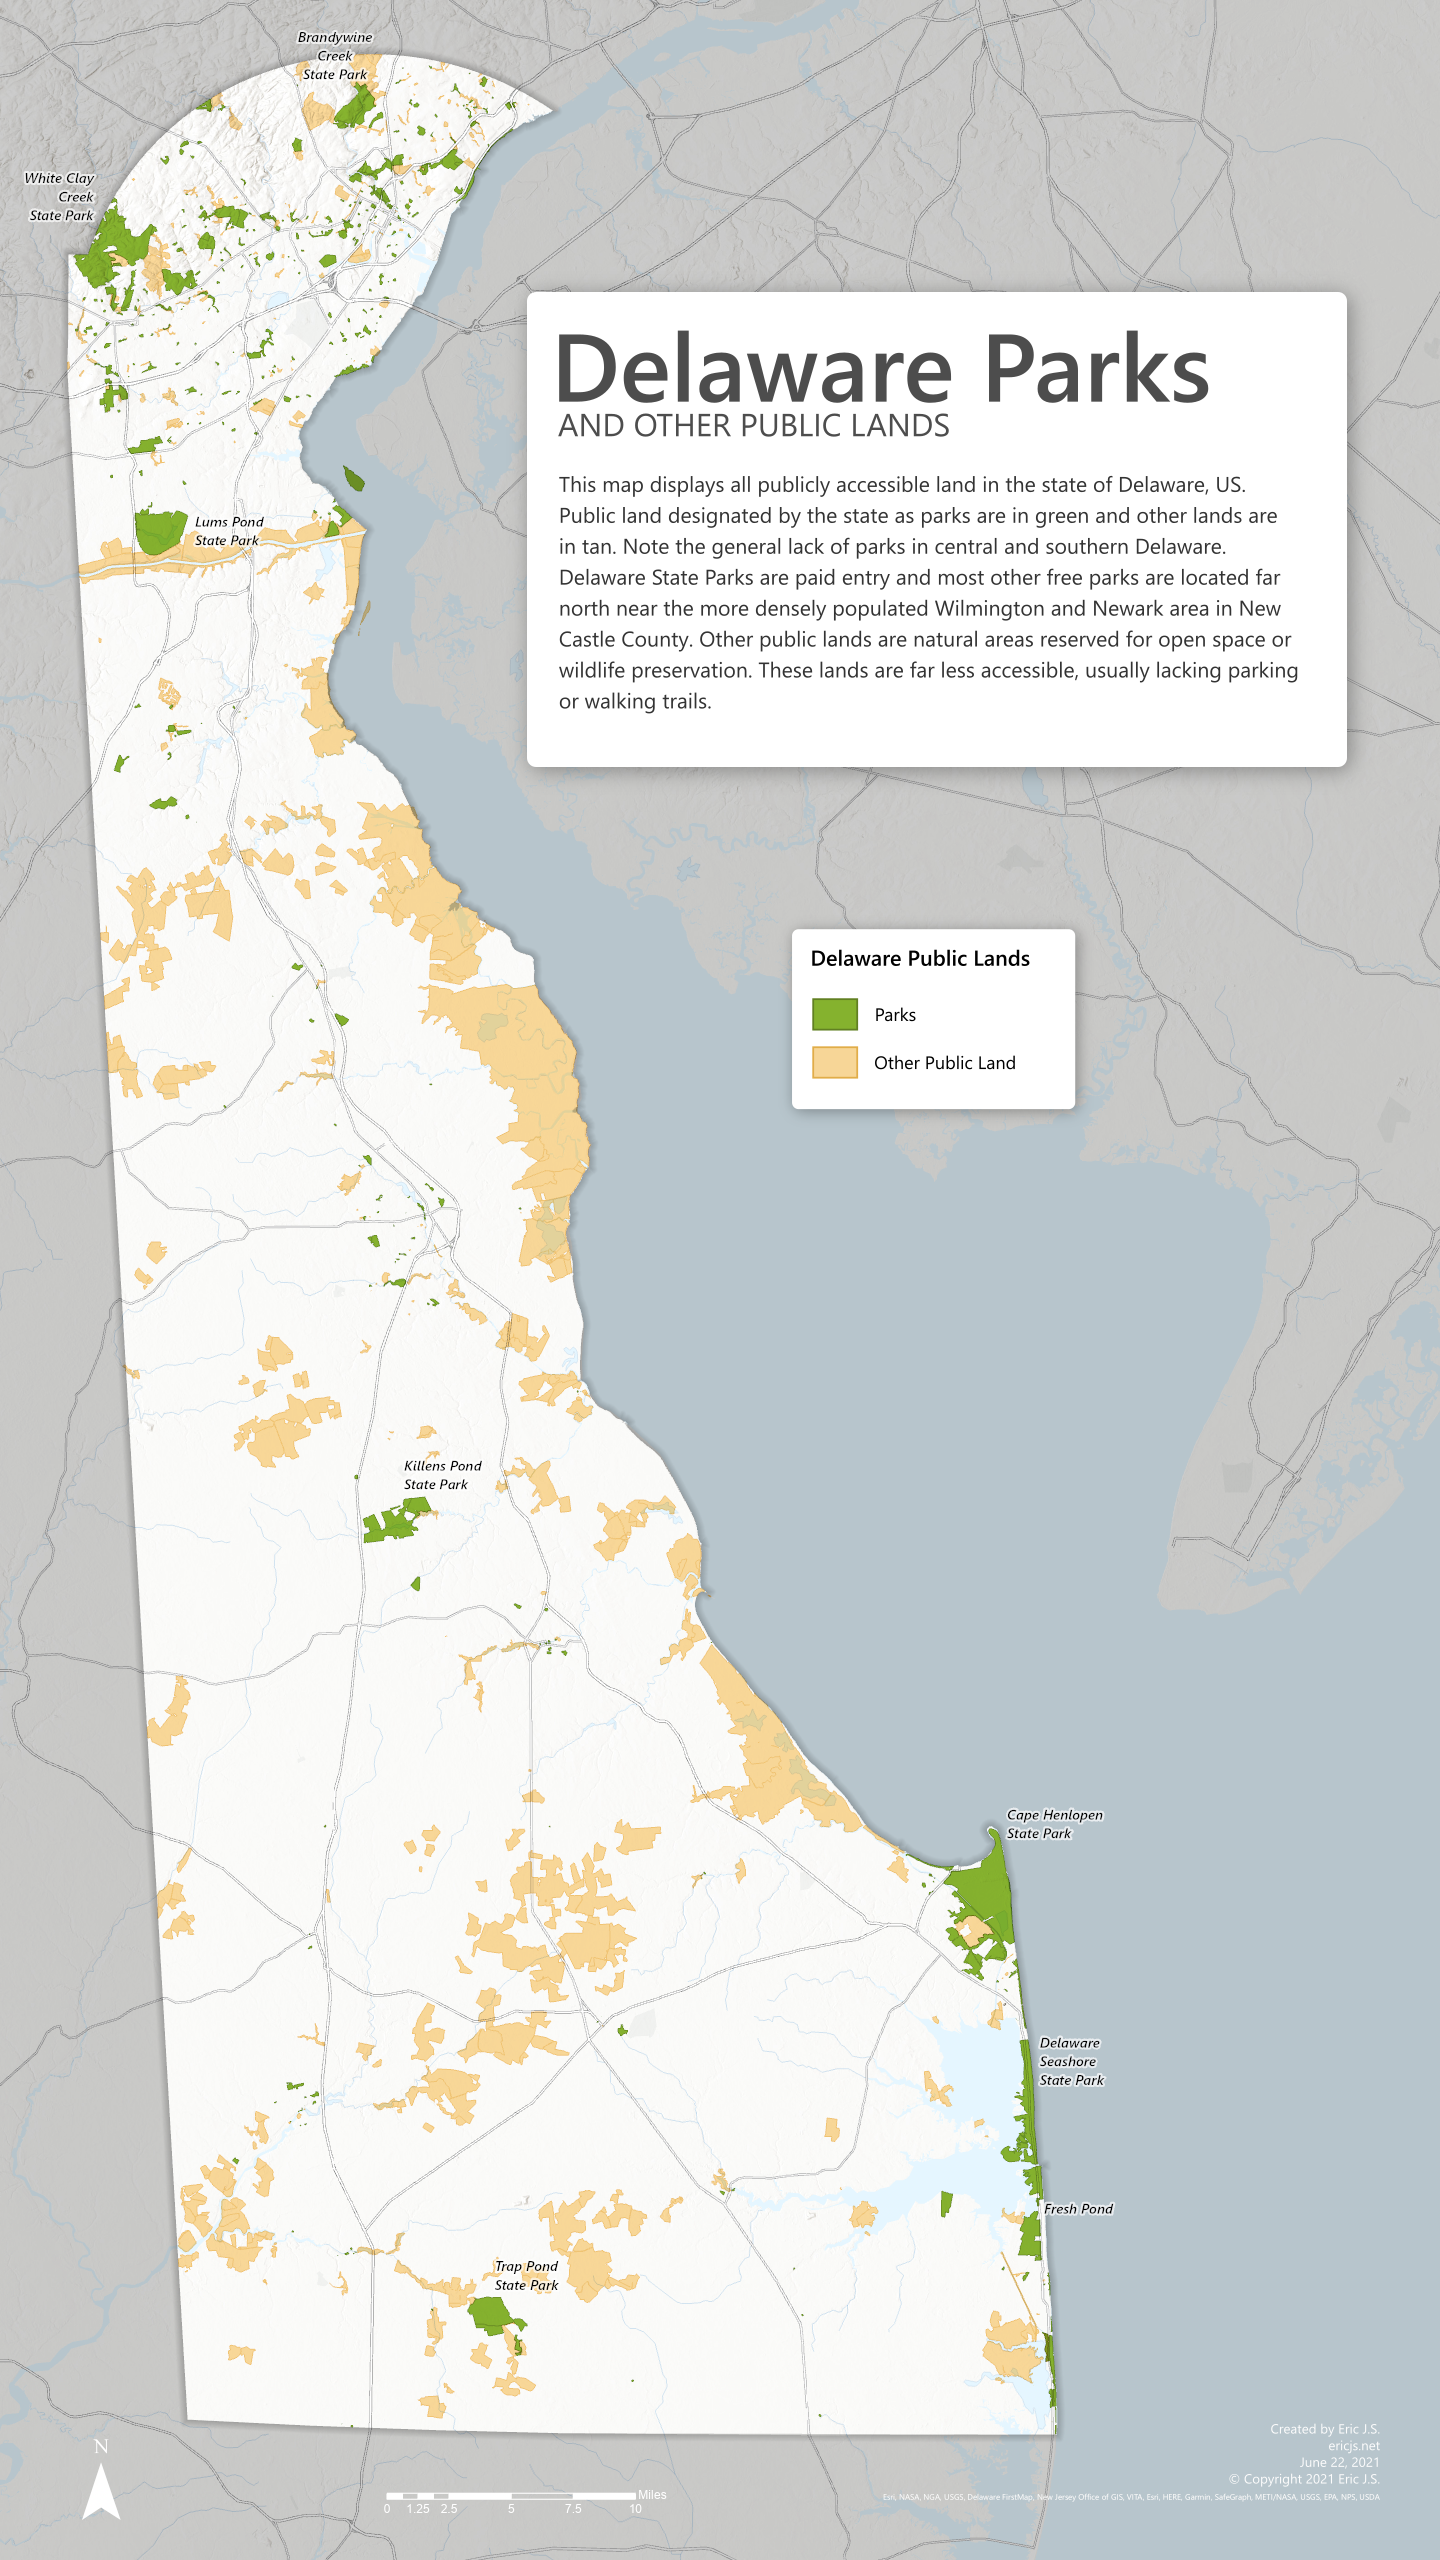 Brandywine
Creek
State Park
White Clay
Creek
State Park
Delaware Parks
AND OTHER PUBLIC LANDS
This map displays all publicly accessible land in the state of Delaware, US.
Public land designated by the state as parks are in green and other lands are
in tan. Note the general lack of parks in central and southern Delaware.
Delaware State Parks are paid entry and most other free parks are located far
north near the more densely populated Wilmington and Newark area in New
Castle County. Other public lands are natural areas reserved for open space or
wildlife preservation. These lands are far less accessible, usually lacking parking
or walking trails.
Lums Pond
State Park
Delaware Public Lands
Parks
Other Public Land
Killens Pond
State Park
Cape Henlopen
State Park
Delaware
Seashore
State Park
Fresh Pond
Trap Pond
State Park
N
Miles
0 1.25 2.5 5 7.5 10
Created by Eric J.S.
ericjs.net
June 22, 2021
© Copyright 2021 Eric J.S.
Esri, NASA, NGA, USGS, Delaware FirstMap, New Jersey Office of GIS, VITA, Esri, HERE, Garmin, SafeGraph, METI/NASA, USGS, EPA, NPS, USDA